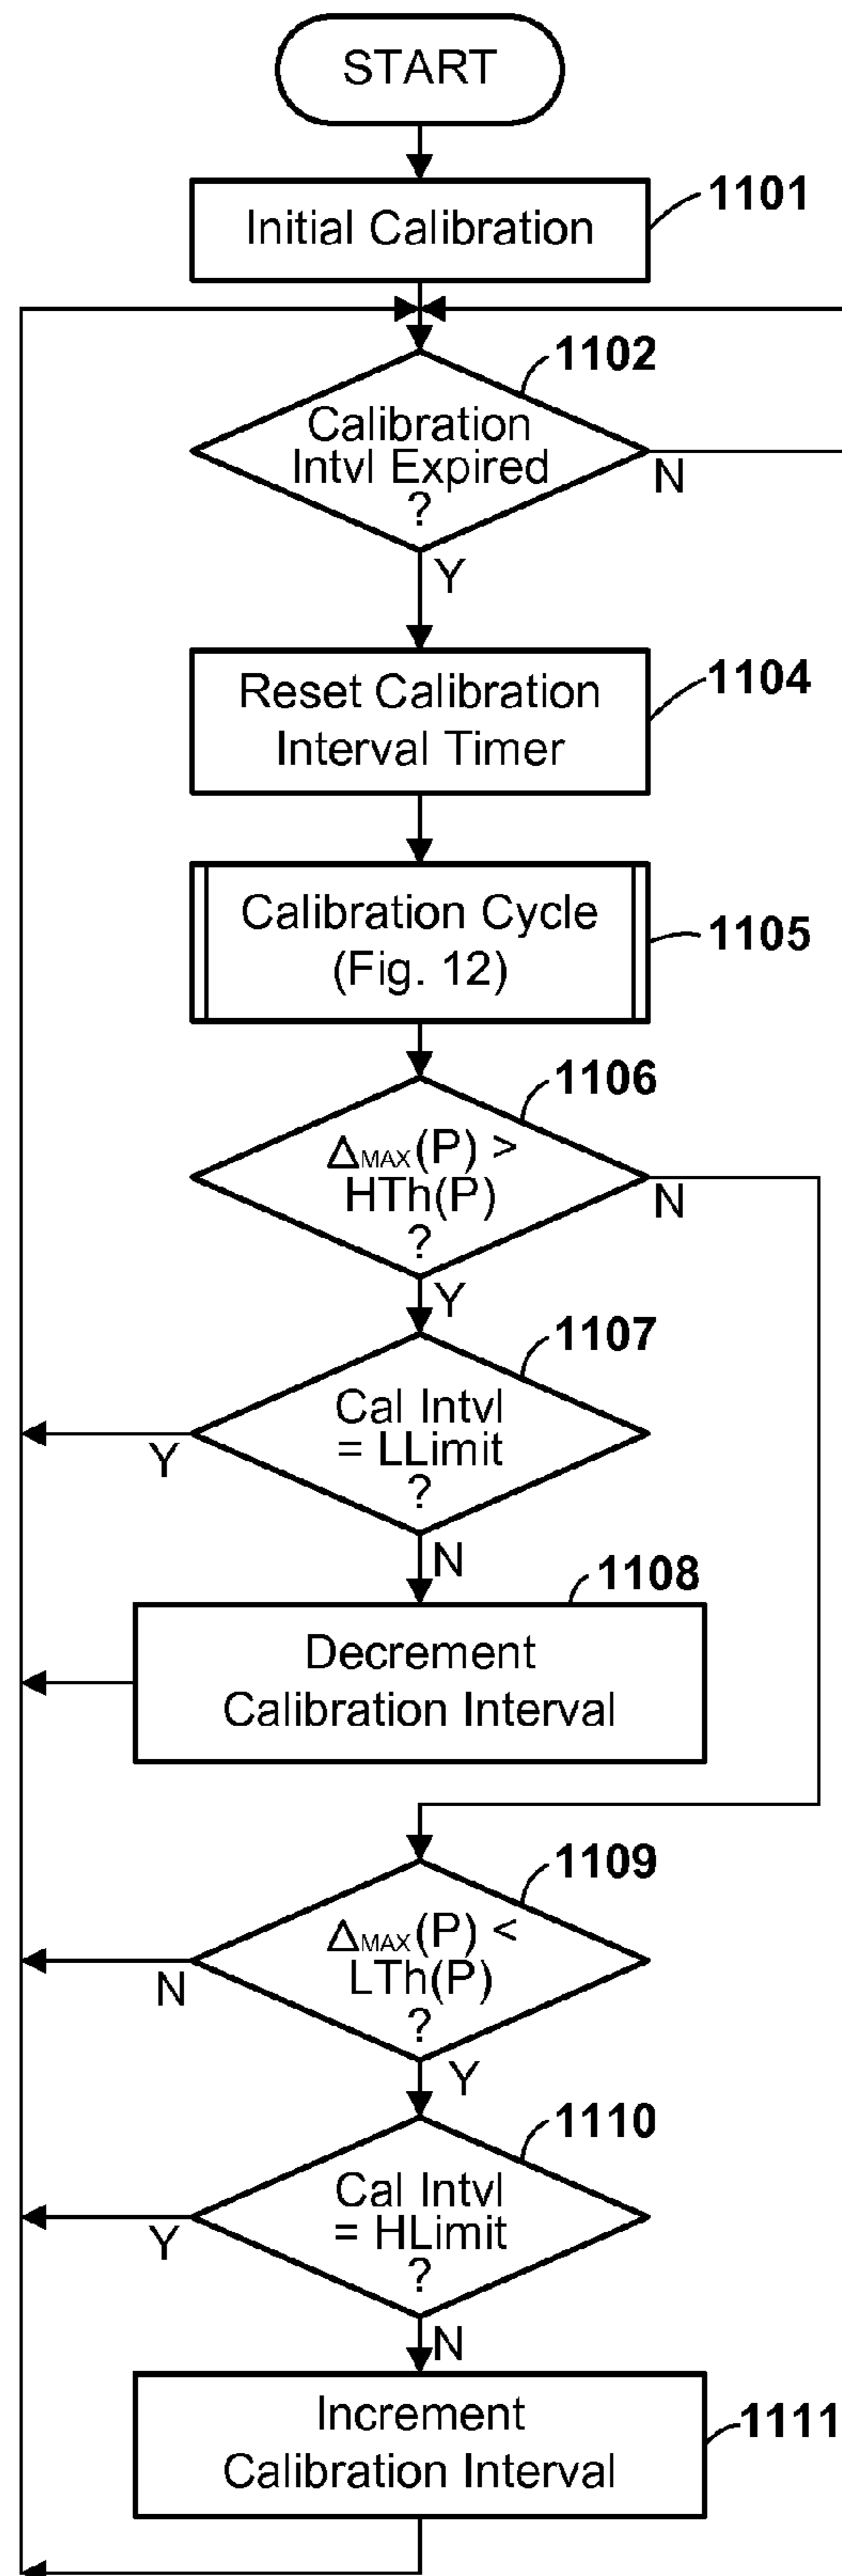 START
Initial Calibration
1101
1102
Calibration
Intvl Expired
?
N
Y
Reset Calibration
Interval Timer
1104
Calibration Cycle
(Fig. 12)
1105
1106
ΔMAX(P) >
HTh(P)
?
N
Y
1107
Cal Intvl
= LLimit
?
Y
N
1108
Decrement
Calibration Interval
1109
ΔMAX(P) <
LTh(P)
?
N
Y
1110
Cal Intvl
= HLimit
?
Y
N
Increment
Calibration Interval
1111